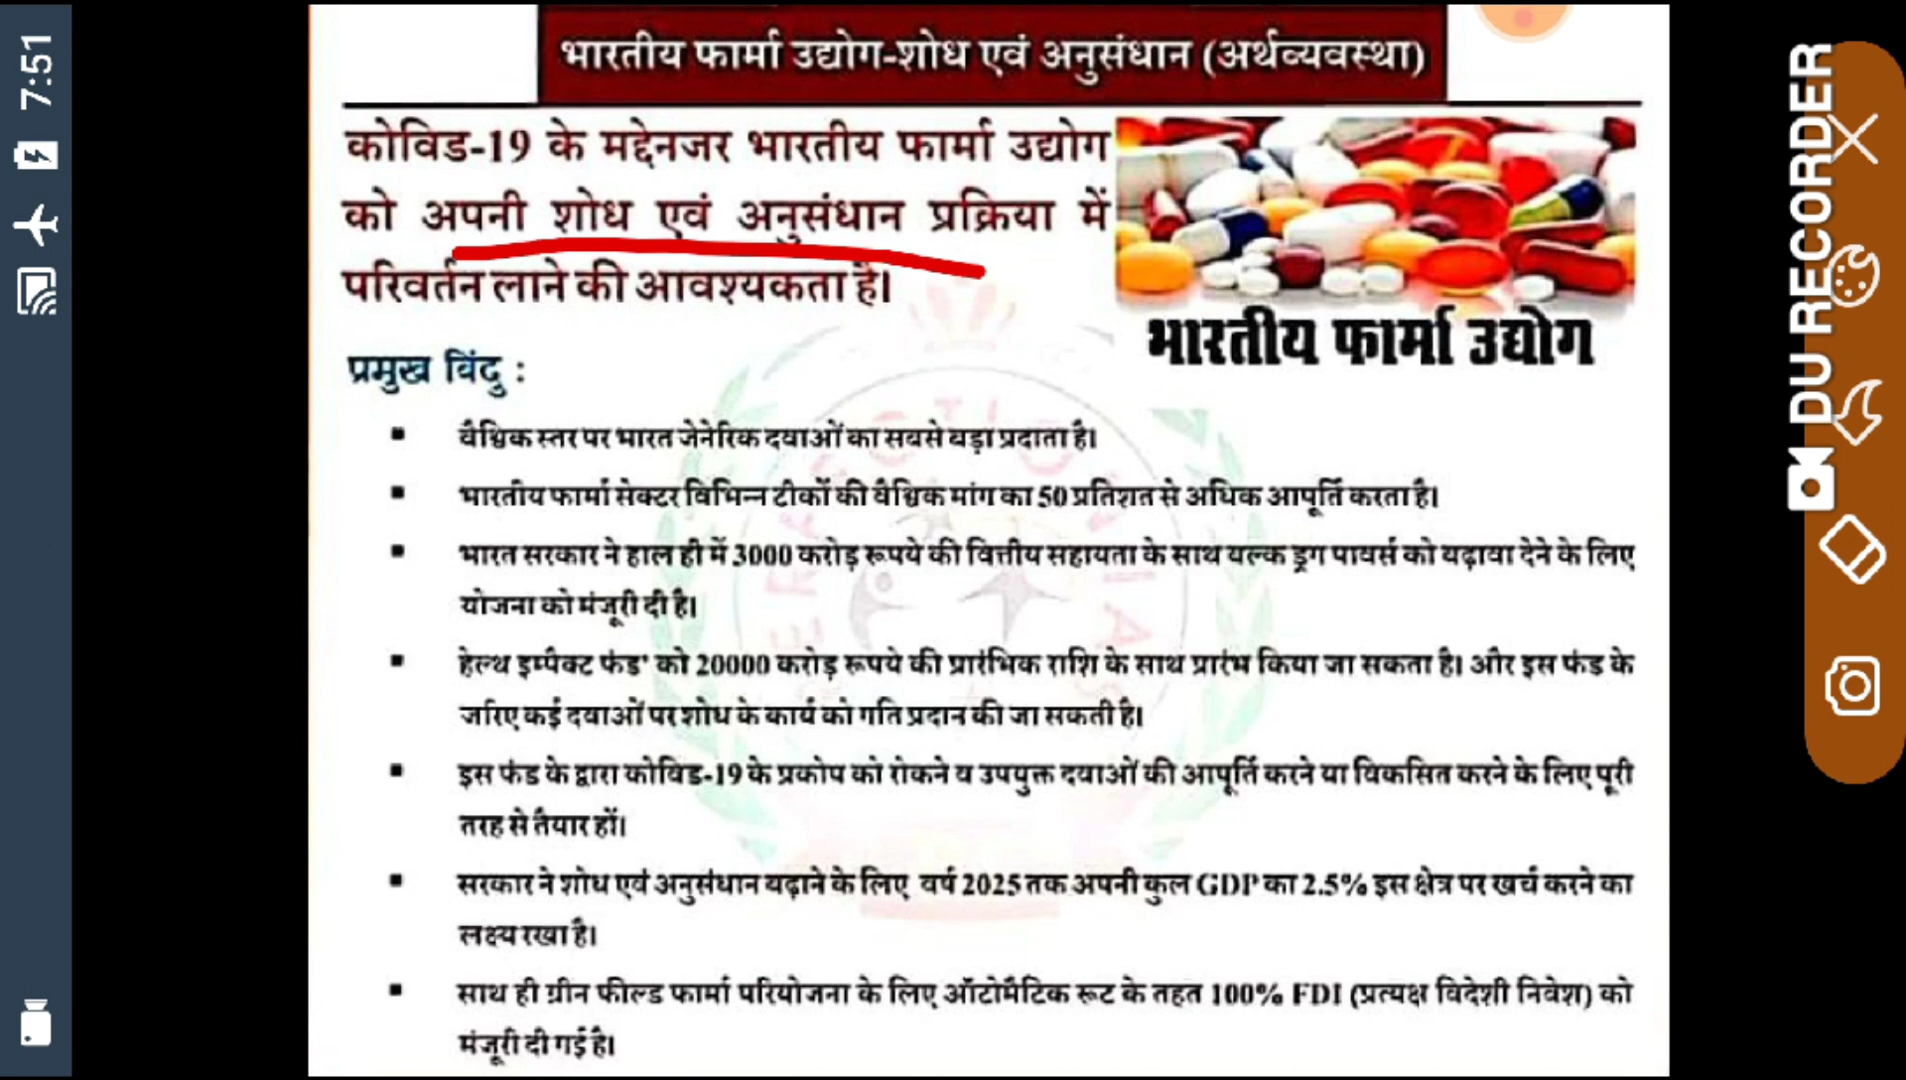 भारतीय फार्मा उद्योग-शोध एवं अनुसंधान (अर्थव्यवस्था)
कोविड-19 के मद्देनजर भारतीय फार्मा उद्योग
को अपनी शोध एवं अनुसंधान प्रक्रिया में
परिवर्तन लाने की आवश्यकता है।
भारतीय फार्मा उद्योग
प्रमुख बिंदु :
वैश्विक स्तर पर भारत जेनेरिक दवाओं का सबसे बड़ा प्रदाता है।
भारतीय फार्मा सेक्टर विभिन्न टीकों की वैश्विक मांग का 50 प्रतिशत से अधिक आपूर्ति करता है।
भारत सरकार ने हाल ही में 3000 करोड़ रूपये की वित्तीय सहायता के साथ बल्क ड्रग पावर्स को बढ़ावा देने के लिए
योजना को मंजूरी दी है।
हेल्थ इम्पैक्ट फंड' को 20000 करोड़ रूपये की प्रारंभिक राशि के साथ प्रारंभ किया जा सकता है। और इस फंड के
जरिए कई दवाओं पर शोध के कार्य को गति प्रदान की जा सकती है।
इस फंड के द्वारा कोविड-19 के प्रकोप को रोकने व उपयुक्त दवाओं की आपूर्ति करने या विकसित करने के लिए पूरी
तरह से तैयार हों।
सरकार ने शोध एवं अनुसंधान बढ़ाने के लिए वर्ष 2025 तक अपनी कुल GDP का 2.5% इस क्षेत्र पर खर्च करने का
लक्ष्य रखा है।
साथ ही ग्रीन फील्ड फार्मा परियोजना के लिए ऑटोमैटिक रूट के तहत 100% FDI (प्रत्यक्ष विदेशी निवेश) को
मंजूरी दी गई है।
7:51
DU RECORDER